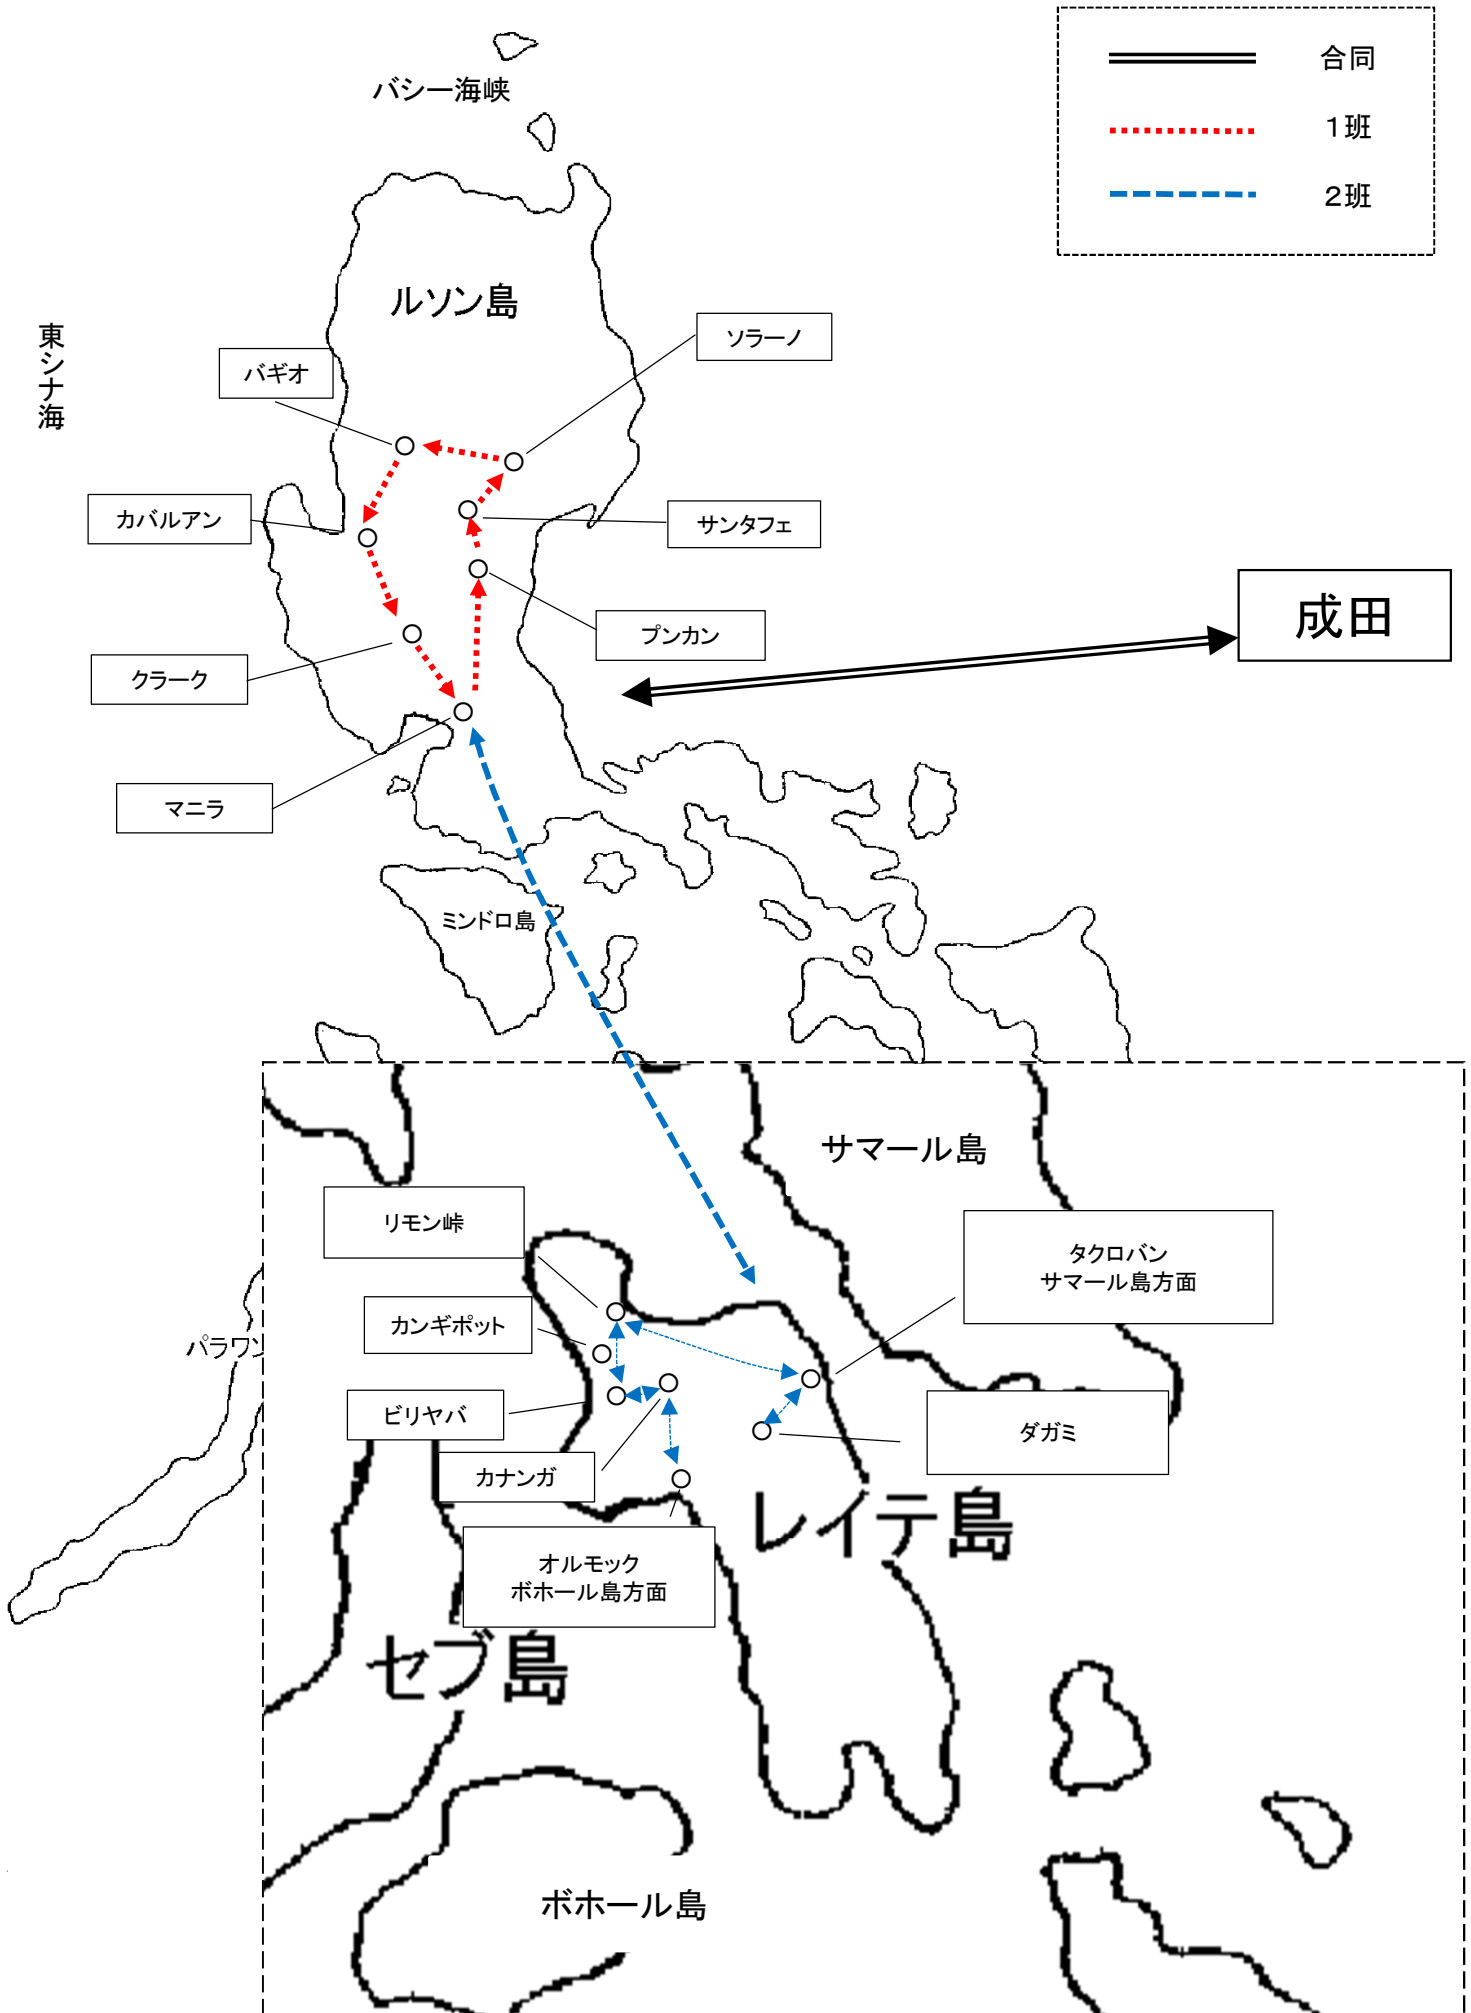 合同
１班
２班
バシー海峡
ルソン島
東シナ海
ソラーノ
バギオ
カバルアン
サンタフェ
成田
プンカン
クラーク
マニラ
ミンドロ島
サマール島
リモン峠
タクロバン
サマール島方面
カンギポット
パラワン
ビリヤバ
ダガミ
カナンガ
レイテ島
オルモック
ボホール島方面
セブ島
ボホール島